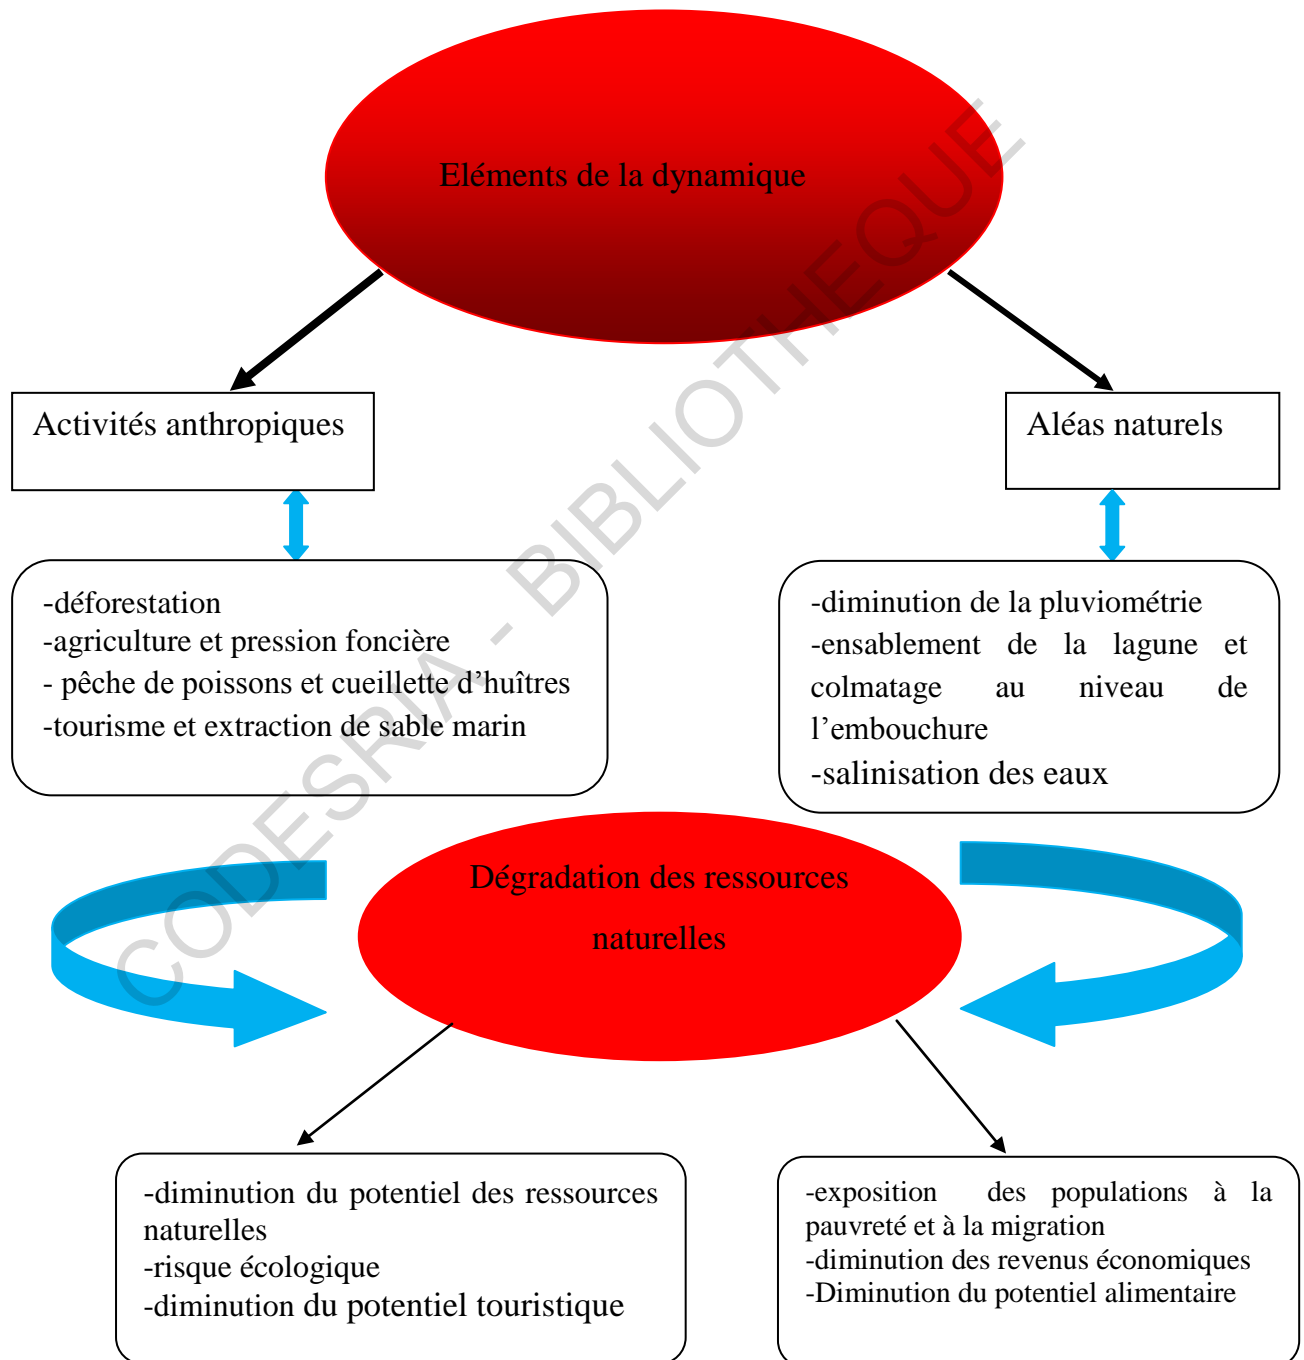 Eléments de la dynamique
Activités anthropiques
Aléas naturels
-déforestation
-agriculture et pression foncière
- pêche de poissons et cueillette d’huîtres
-tourisme et extraction de sable marin
-diminution de la pluviométrie
-ensablement de la lagune et
colmatage au niveau de
l’embouchure
-salinisation des eaux
Dégradation des ressources
naturelles
-diminution du potentiel des ressources
naturelles
-risque écologique
-diminution du potentiel touristique
-exposition des populations à la
pauvreté et à la migration
-diminution des revenus économiques
-Diminution du potentiel alimentaire
CODESRIA - BIBLIOTHEQUE